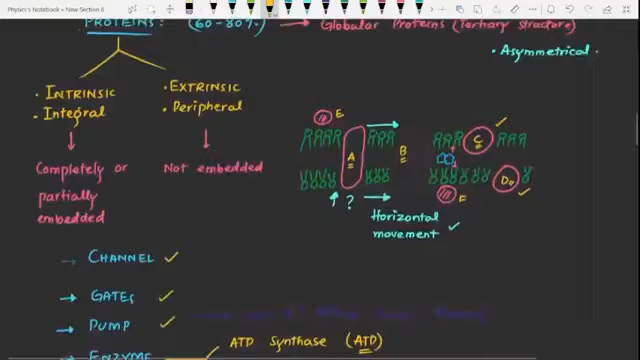 Physics's Notebook » New Section 6
PROTEINS: (60-80%) → Globular Proteins (Tertiary structure)
• Asymmetrical.
• INTRINSIC
• Integral
• EXTRINSIC
• Peripheral
Completely or
partially
embedded
Not embedded
E
A
B
C
D
F
?
Horizontal
movement ✓
→ CHANNEL ✓
→ GATES ✓
→ PUMP ✓
→ ENZYME
ATP Synthase (ATP)